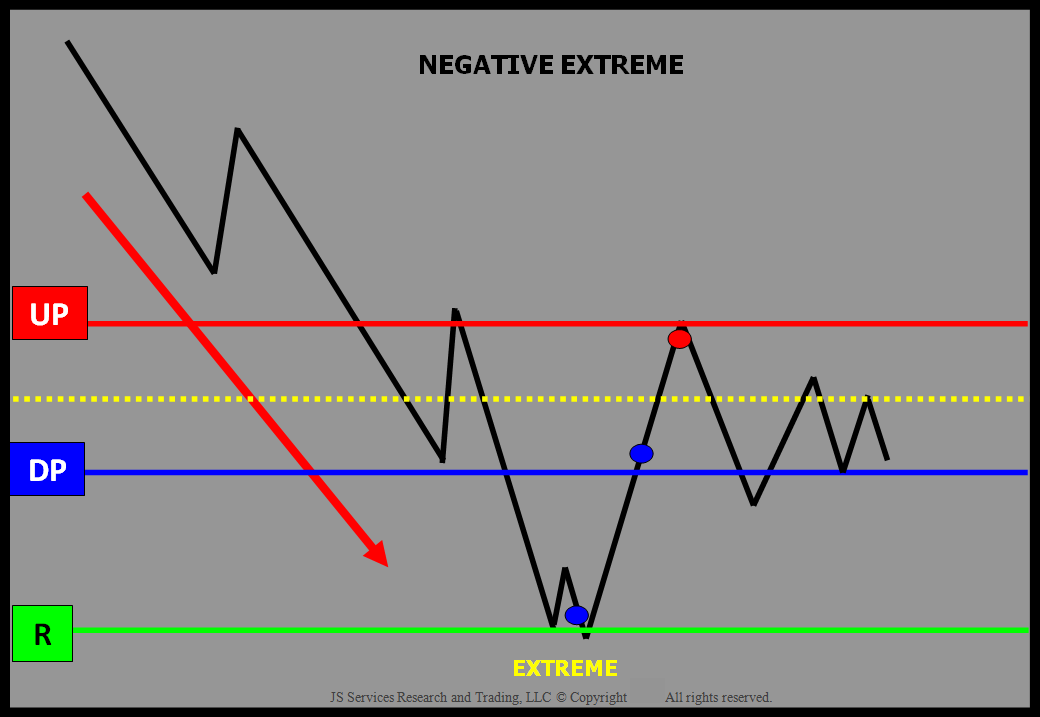 NEGATIVE EXTREME
UP
DP
R
EXTREME
JS Services Research and Trading, LLC © Copyright All rights reserved.